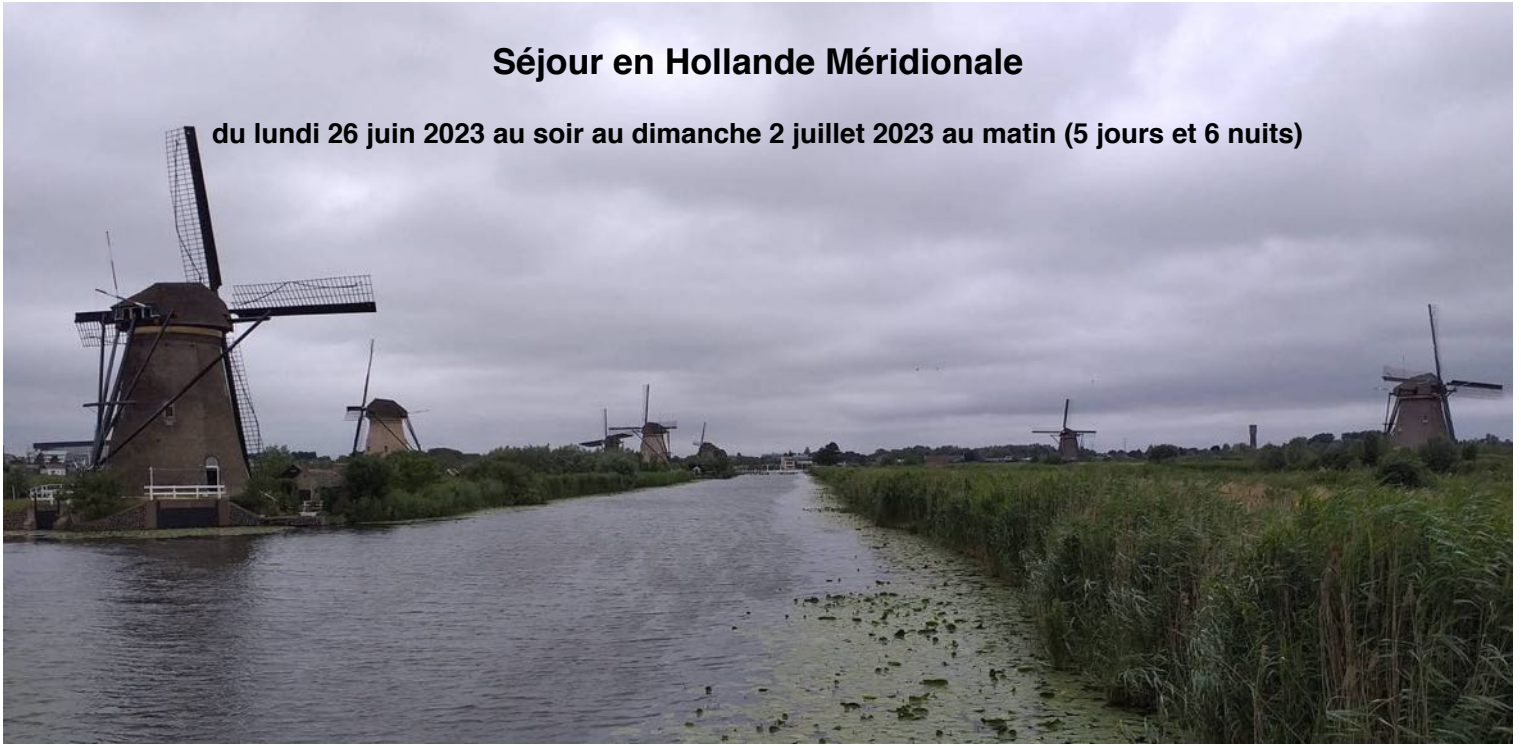 Séjour en Hollande Méridionale
du lundi 26 juin 2023 au soir au dimanche 2 juillet 2023 au matin (5 jours et 6 nuits)